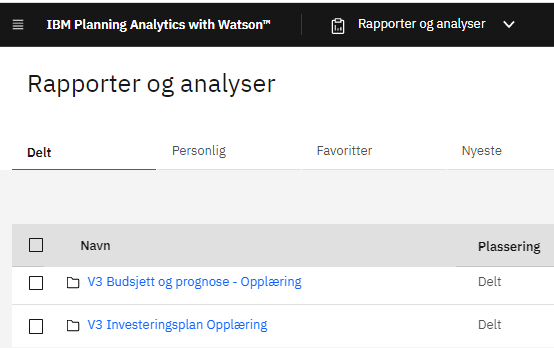 IBM Planning Analytics with Watson™ Rapporter og analyser
Rapporter og analyser
Delt Personlig Favoritter Nyeste
Navn Plassering
V3 Budsjett og prognose - Opplæring Delt
V3 Investeringsplan Opplæring Delt